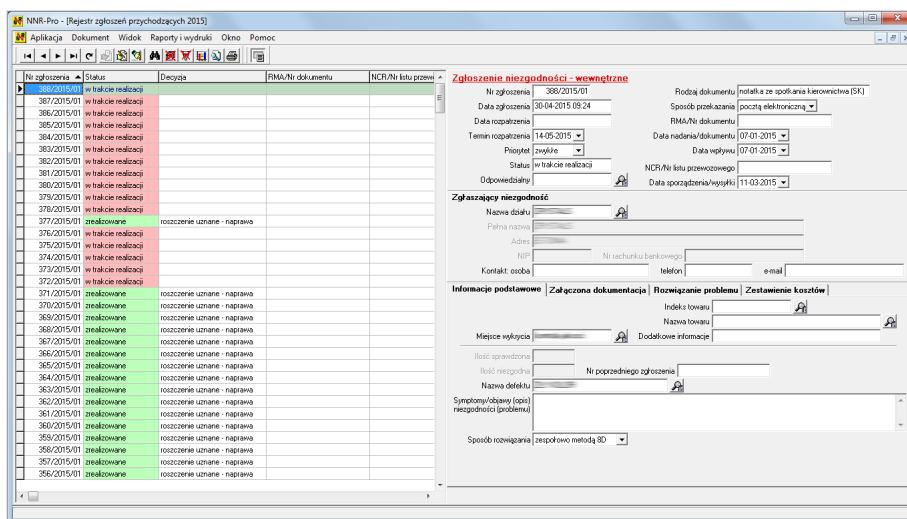 NNR-Pro - [Rejestr zgłoszeń przychodzących 2015]
Aplikacja Dokument Widok Raporty i wydruki Okno Pomoc
Nr zgłoszenia Status Decyzja RMA/Nr dokumentu NCR/Nr listu przew
388/2015/01 w trakcie realizacji
387/2015/01 w trakcie realizacji
386/2015/01 w trakcie realizacji
385/2015/01 w trakcie realizacji
384/2015/01 w trakcie realizacji
383/2015/01 w trakcie realizacji
382/2015/01 w trakcie realizacji
381/2015/01 w trakcie realizacji
380/2015/01 w trakcie realizacji
379/2015/01 w trakcie realizacji
378/2015/01 w trakcie realizacji
377/2015/01 zrealizowane roszczenie uznane - naprawa
376/2015/01 w trakcie realizacji
375/2015/01 w trakcie realizacji
374/2015/01 w trakcie realizacji
373/2015/01 w trakcie realizacji
372/2015/01 w trakcie realizacji
371/2015/01 zrealizowane roszczenie uznane - naprawa
370/2015/01 zrealizowane roszczenie uznane - naprawa
369/2015/01 zrealizowane roszczenie uznane - naprawa
368/2015/01 zrealizowane roszczenie uznane - naprawa
367/2015/01 zrealizowane roszczenie uznane - naprawa
366/2015/01 zrealizowane roszczenie uznane - naprawa
365/2015/01 zrealizowane roszczenie uznane - naprawa
364/2015/01 zrealizowane roszczenie uznane - naprawa
363/2015/01 zrealizowane roszczenie uznane - naprawa
362/2015/01 zrealizowane roszczenie uznane - naprawa
361/2015/01 zrealizowane roszczenie uznane - naprawa
360/2015/01 zrealizowane roszczenie uznane - naprawa
359/2015/01 zrealizowane roszczenie uznane - naprawa
358/2015/01 zrealizowane roszczenie uznane - naprawa
357/2015/01 zrealizowane roszczenie uznane - naprawa
356/2015/01 zrealizowane roszczenie uznane - naprawa
Zgłoszenie niezgodności - wewnętrzne
Nr zgłoszenia 388/2015/01 Rodzaj dokumentu notatka ze spotkania kierownictwa (SK)
Data zgłoszenia 30-04-2015 09:24 Sposób przekazania pocztą elektroniczną
Data rozpatrzenia RMA/Nr dokumentu
Termin rozpatrzenia 14-05-2015 Data nadania/dokumentu 07-01-2015
Priorytet zwykłe Data wpływu 07-01-2015
Status w trakcie realizacji NCR/Nr listu przewozowego
Odpowiedzialny Data sporządzenia/wysyłki 11-03-2015
Zgłaszający niezgodność
Nazwa działu
Pełna nazwa
Adres
NIP Nr rachunku bankowego
Kontakt: osoba telefon e-mail
Informacje podstawowe Załączona dokumentacja Rozwiązanie problemu Zestawienie kosztów
Indeks towaru
Nazwa towaru
Miejsce wykrycia Dodatkowe informacje
Ilość sprawdzona
Ilość niezgodna Nr poprzedniego zgłoszenia
Nazwa defektu
Symptomy/objawy (opis)
niezgodności (problemu)
Sposób rozwiązania zespołowo metodą 8D